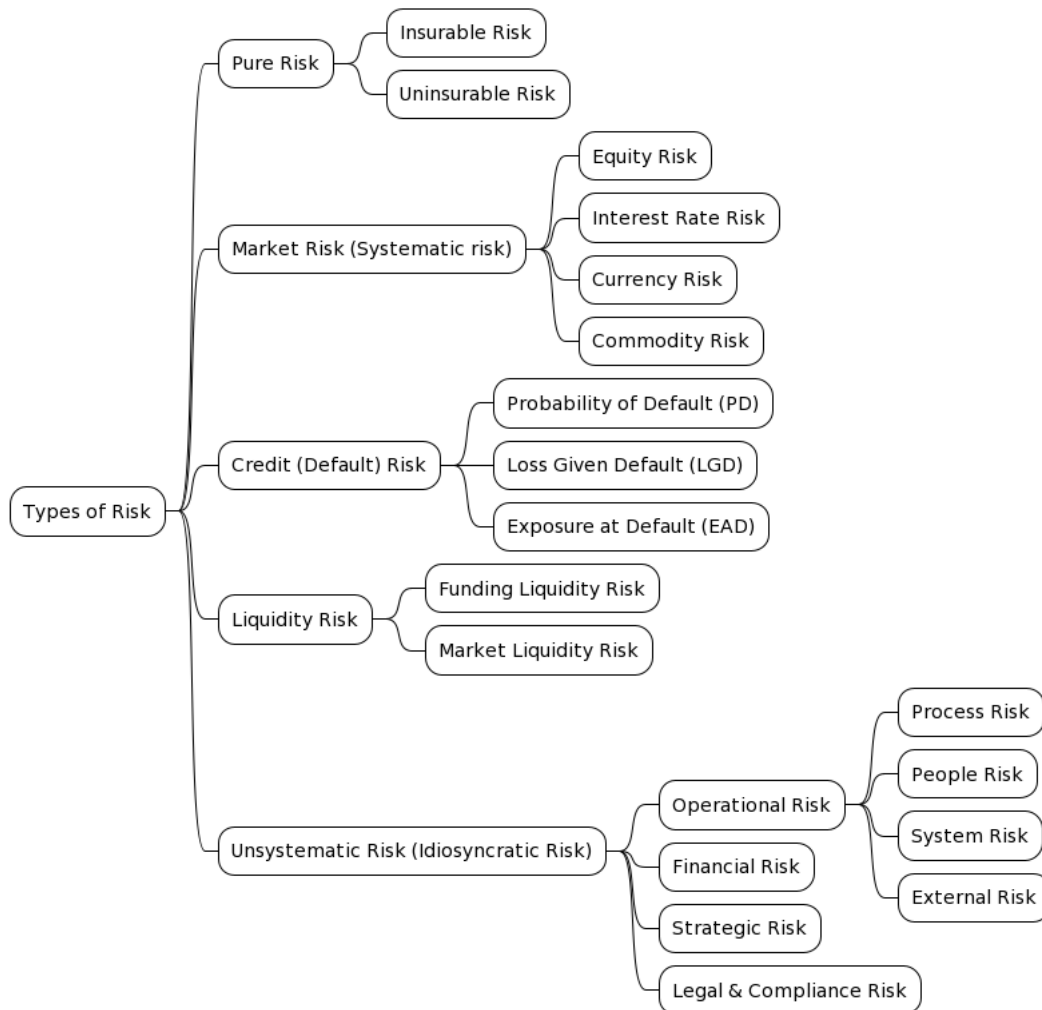 Types of Risk
Pure Risk
Insurable Risk
Uninsurable Risk
Market Risk (Systematic risk)
Equity Risk
Interest Rate Risk
Currency Risk
Commodity Risk
Credit (Default) Risk
Probability of Default (PD)
Loss Given Default (LGD)
Exposure at Default (EAD)
Liquidity Risk
Funding Liquidity Risk
Market Liquidity Risk
Unsystematic Risk (Idiosyncratic Risk)
Operational Risk
Process Risk
People Risk
System Risk
External Risk
Financial Risk
Strategic Risk
Legal & Compliance Risk